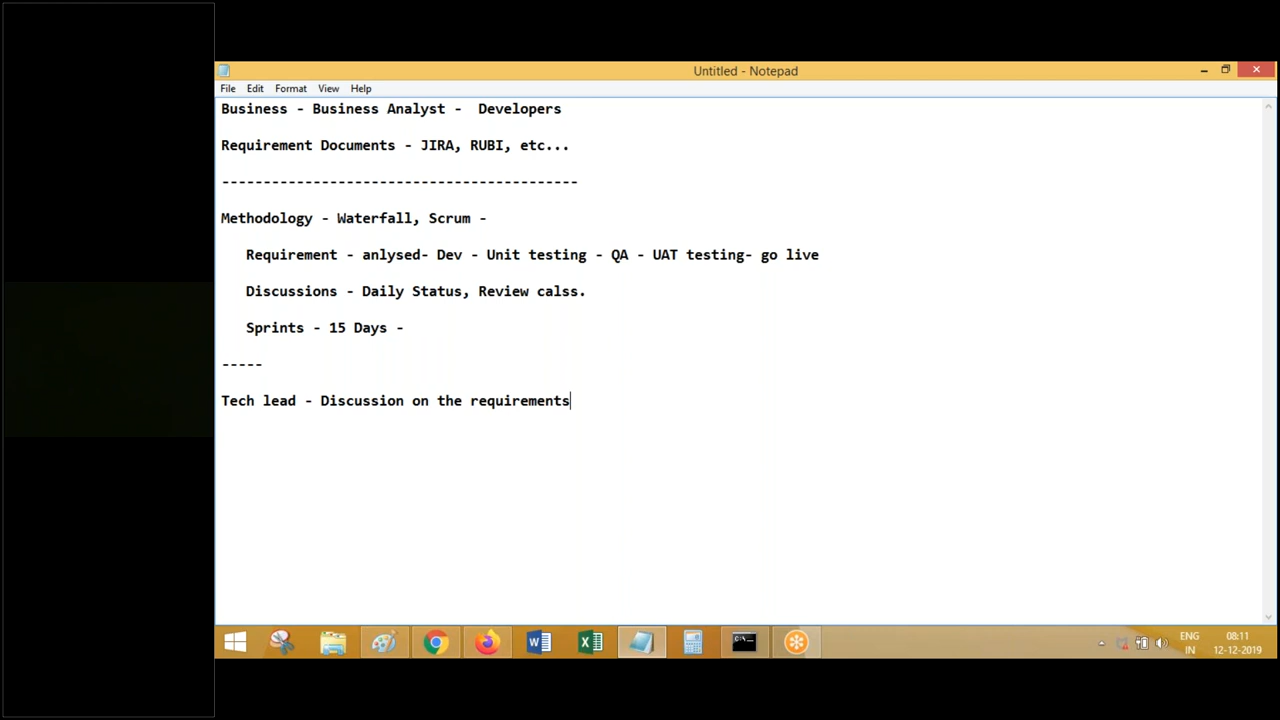 Untitled - Notepad
File Edit Format View Help
Business - Business Analyst -  Developers
Requirement Documents - JIRA, RUBI, etc...
-------------------------------------------
Methodology - Waterfall, Scrum -
Requirement - anlysed- Dev - Unit testing - QA - UAT testing- go live
Discussions - Daily Status, Review calss.
Sprints - 15 Days -
-----
Tech lead - Discussion on the requirements
ENG 08:11
IN 12-12-2019